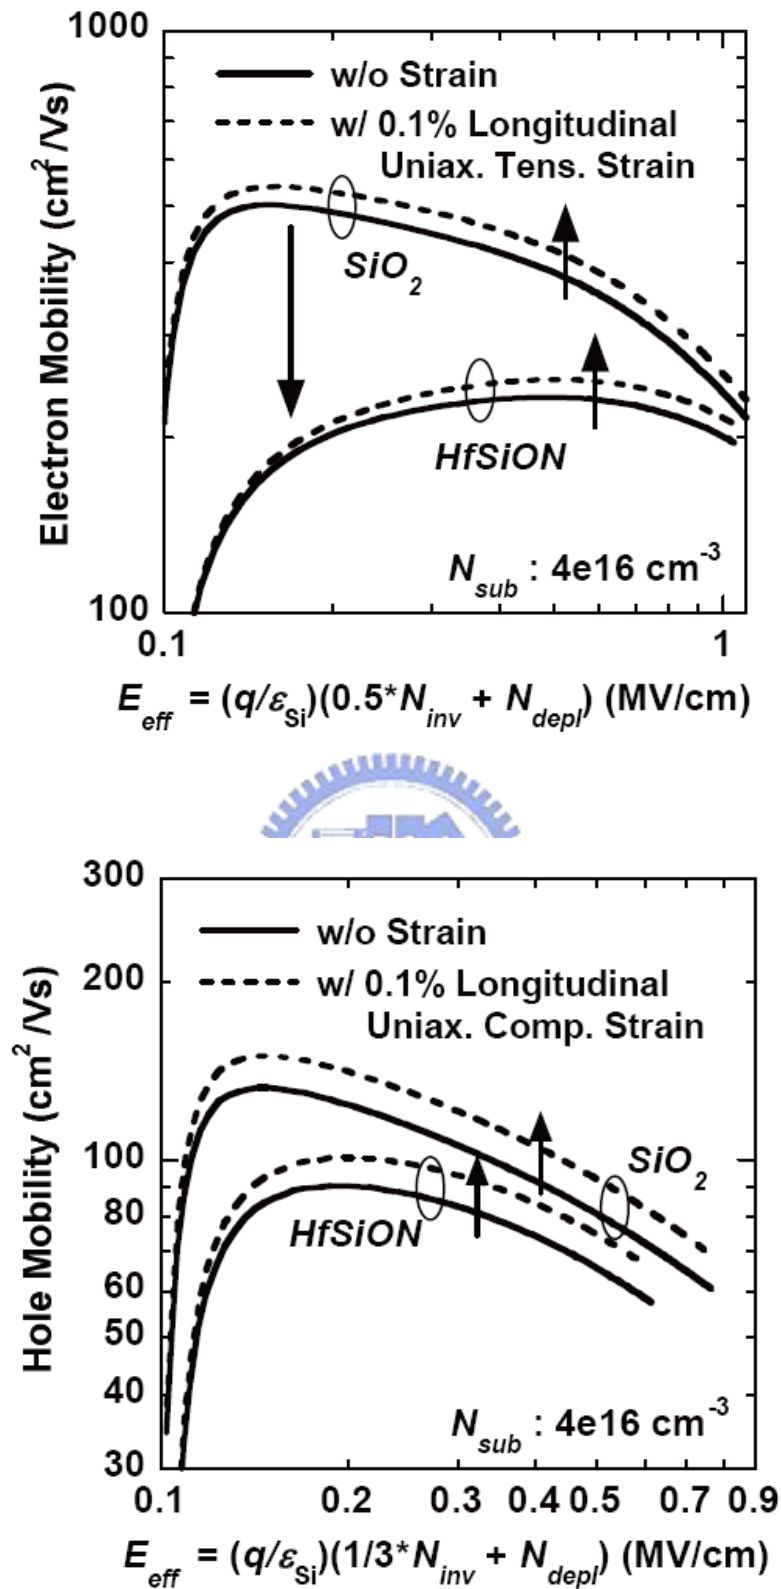 1000
w/o Strain
w/ 0.1% Longitudinal
Uniax. Tens. Strain
Electron Mobility (cm² /Vs)
SiO₂
HfSiON
N_sub : 4e16 cm⁻³
100
0.1
1
E_eff = (q/ε_Si)(0.5*N_inv + N_depl) (MV/cm)
300
w/o Strain
200
w/ 0.1% Longitudinal
Uniax. Comp. Strain
Hole Mobility (cm² /Vs)
100
SiO₂
80
HfSiON
60
50
40
N_sub : 4e16 cm⁻³
30
0.1 0.2 0.3 0.4 0.5 0.7 0.9
E_eff = (q/ε_Si)(1/3*N_inv + N_depl) (MV/cm)